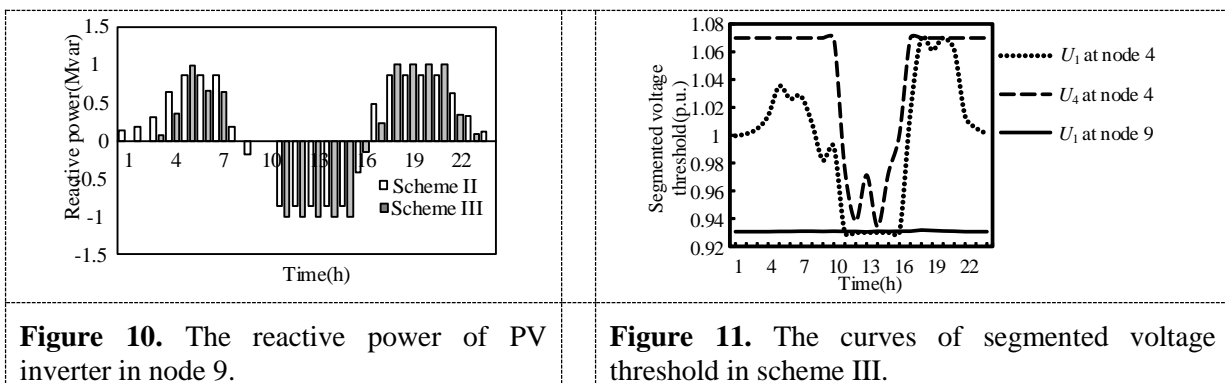 1.5
1
0.5
0
-0.5
-1
-1.5
Reactive power(Mvar)
1 4 7 10 13 16 19 22
Scheme II
Scheme III
Time(h)
1.08
1.06
1.04
1.02
1
0.98
0.96
0.94
0.92
Segmented voltage
threshold(p.u.)
1 4 7 10 13 16 19 22
Time(h)
U1 at node 4
U4 at node 4
U1 at node 9
Figure 10. The reactive power of PV
inverter in node 9.
Figure 11. The curves of segmented voltage
threshold in scheme III.